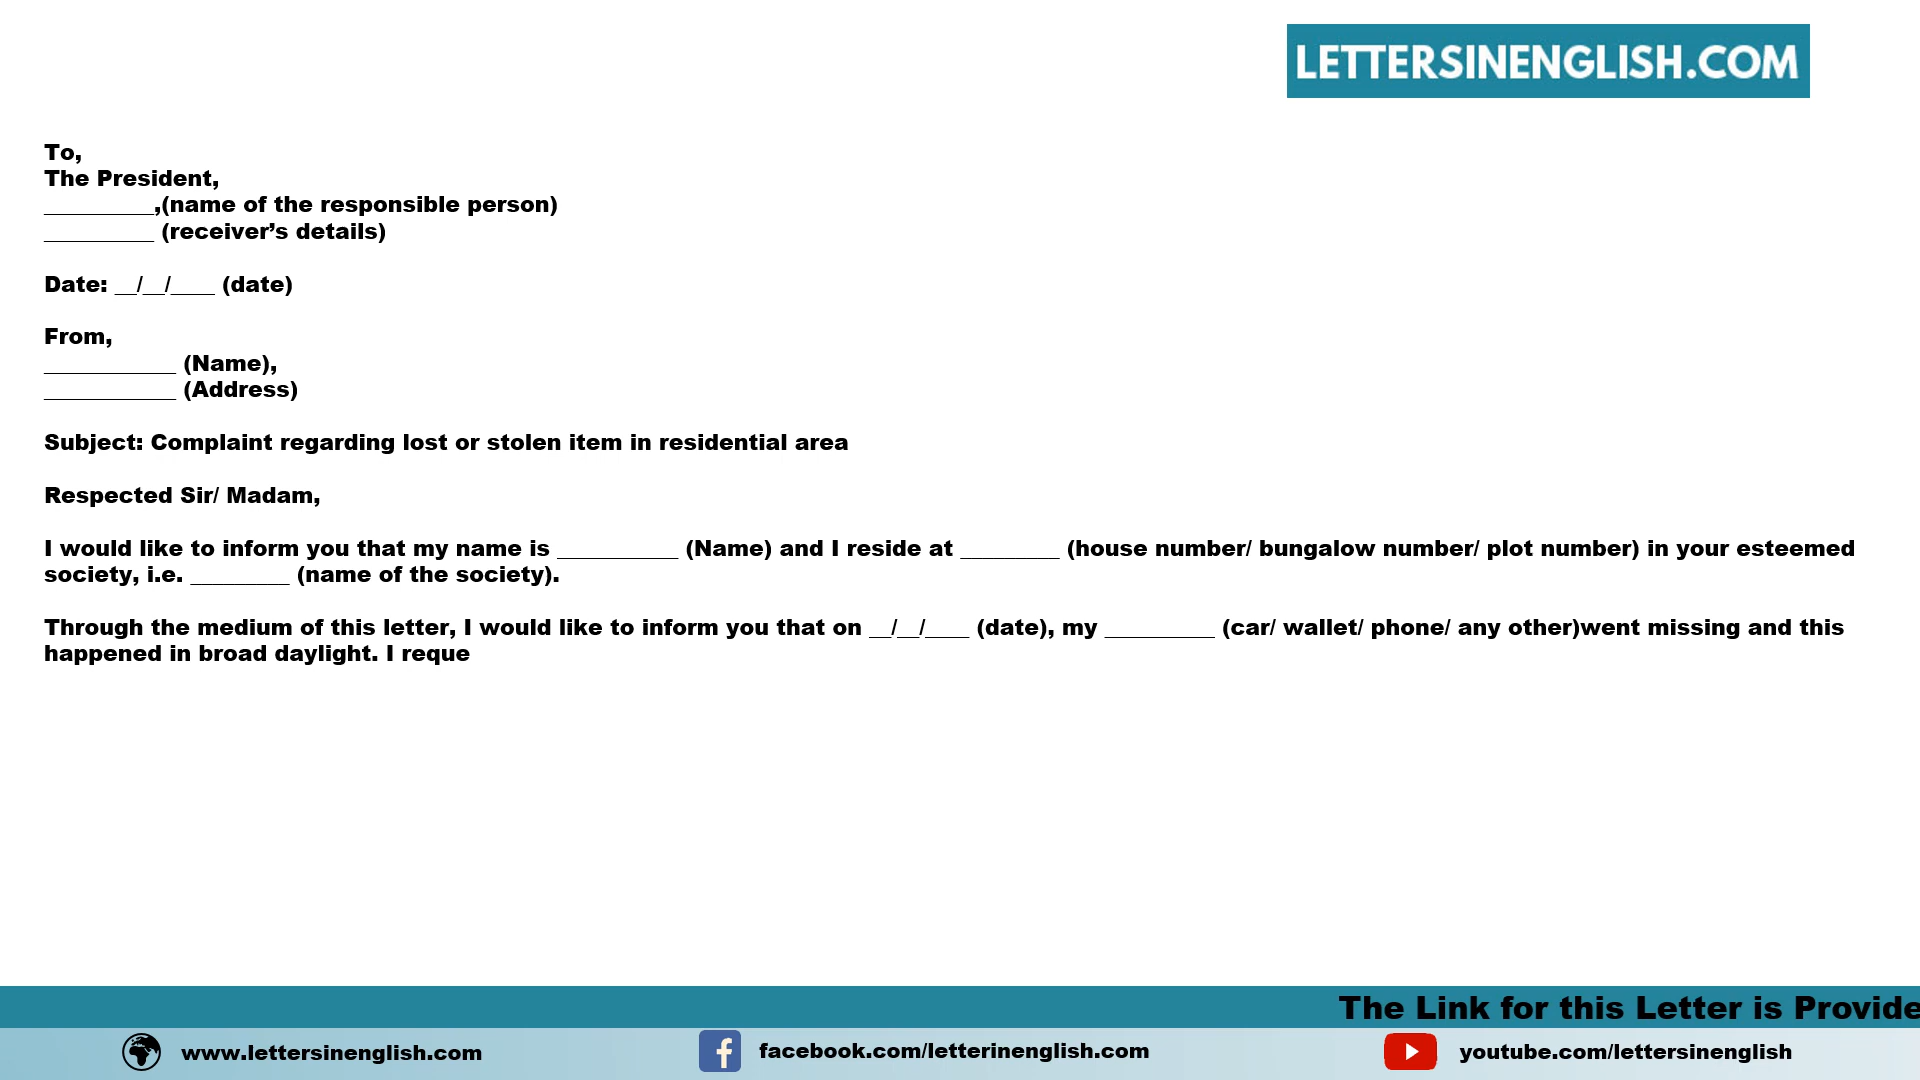 LETTERSINENGLISH.COM
To,
The President,
__________,(name of the responsible person)
__________ (receiver’s details)
Date: __/__/____ (date)
From,
____________ (Name),
____________ (Address)
Subject: Complaint regarding lost or stolen item in residential area
Respected Sir/ Madam,
I would like to inform you that my name is ___________ (Name) and I reside at _________ (house number/ bungalow number/ plot number) in your esteemed
society, i.e. _________ (name of the society).
Through the medium of this letter, I would like to inform you that on __/__/____ (date), my __________ (car/ wallet/ phone/ any other)went missing and this
happened in broad daylight. I reque
The Link for this Letter is Provide
www.lettersinenglish.com
facebook.com/letterinenglish.com
youtube.com/lettersinenglish